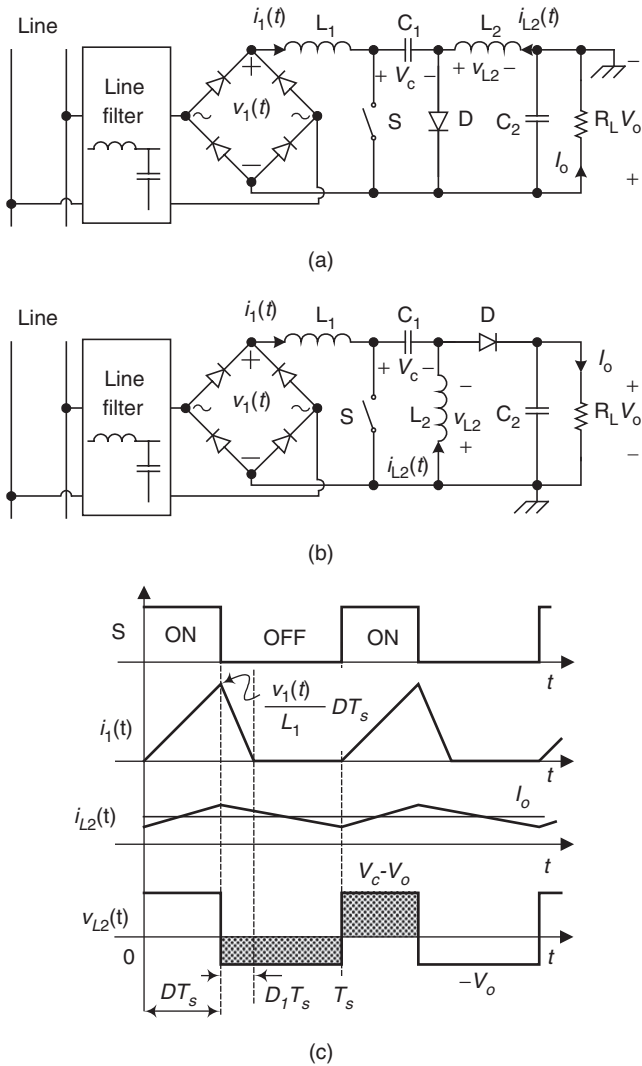 Line
Line
filter
i1(t)
L1
C1
L2
iL2(t)
+ Vc −
+ vL2 −
−
+
v1(t)
~
~
−
S
D
C2
RL Vo
Io
+
(a)
Line
Line
filter
i1(t)
L1
C1
D
+ Vc −
Io
+
~
v1(t)
~
−
S
L2
−
vL2
+
iL2(t)
C2
+
RL Vo
−
(b)
S
ON
OFF
ON
t
i1(t)
v1(t)
L1
DTs
t
iL2(t)
Io
t
vL2(t)
Vc-Vo
0
−Vo
t
DTs
D1Ts
Ts
(c)